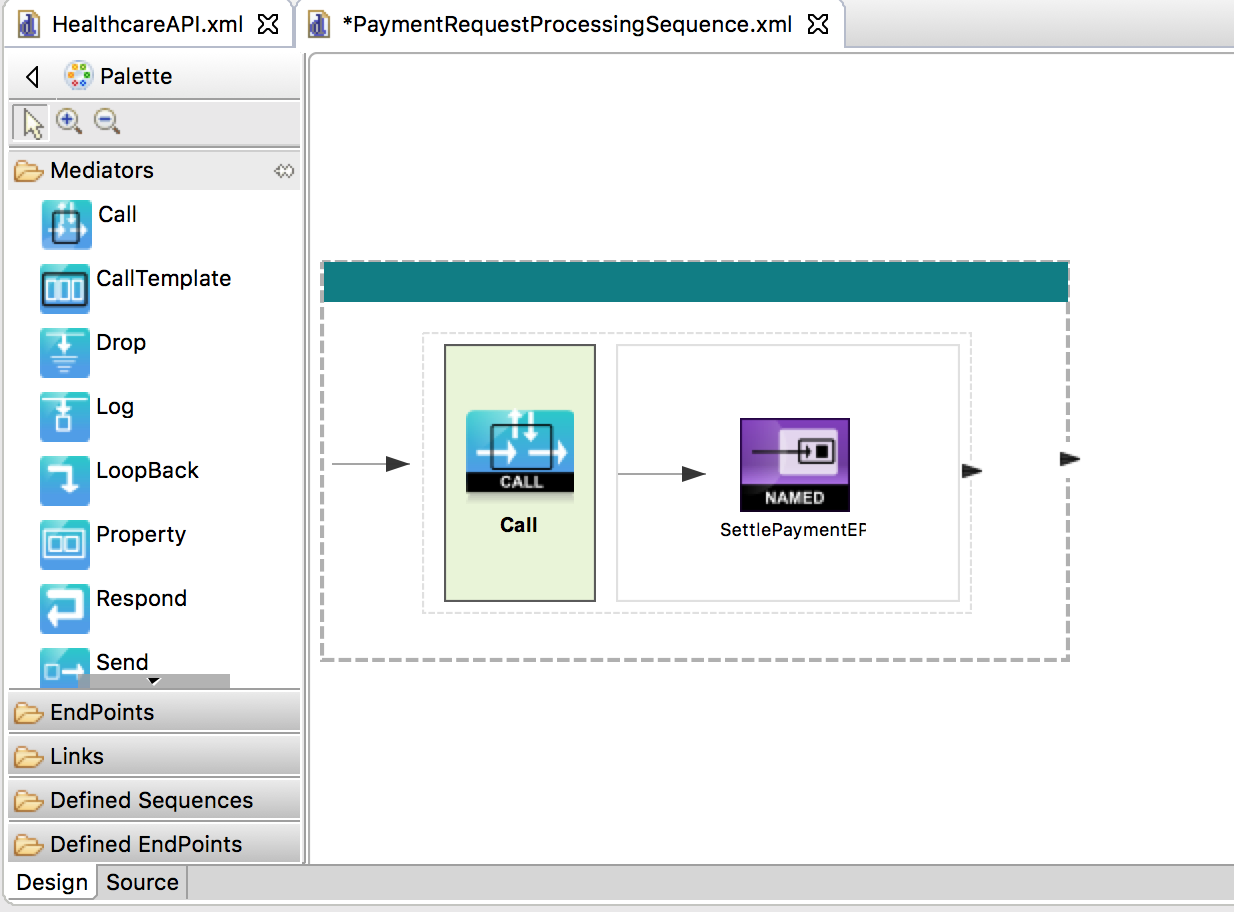 HealthcareAPI.xml
*PaymentRequestProcessingSequence.xml
Palette
Mediators
Call
CallTemplate
Drop
Log
LoopBack
Property
Respond
Send
EndPoints
Links
Defined Sequences
Defined EndPoints
Design
Source
CALL
Call
NAMED
SettlePaymentEP